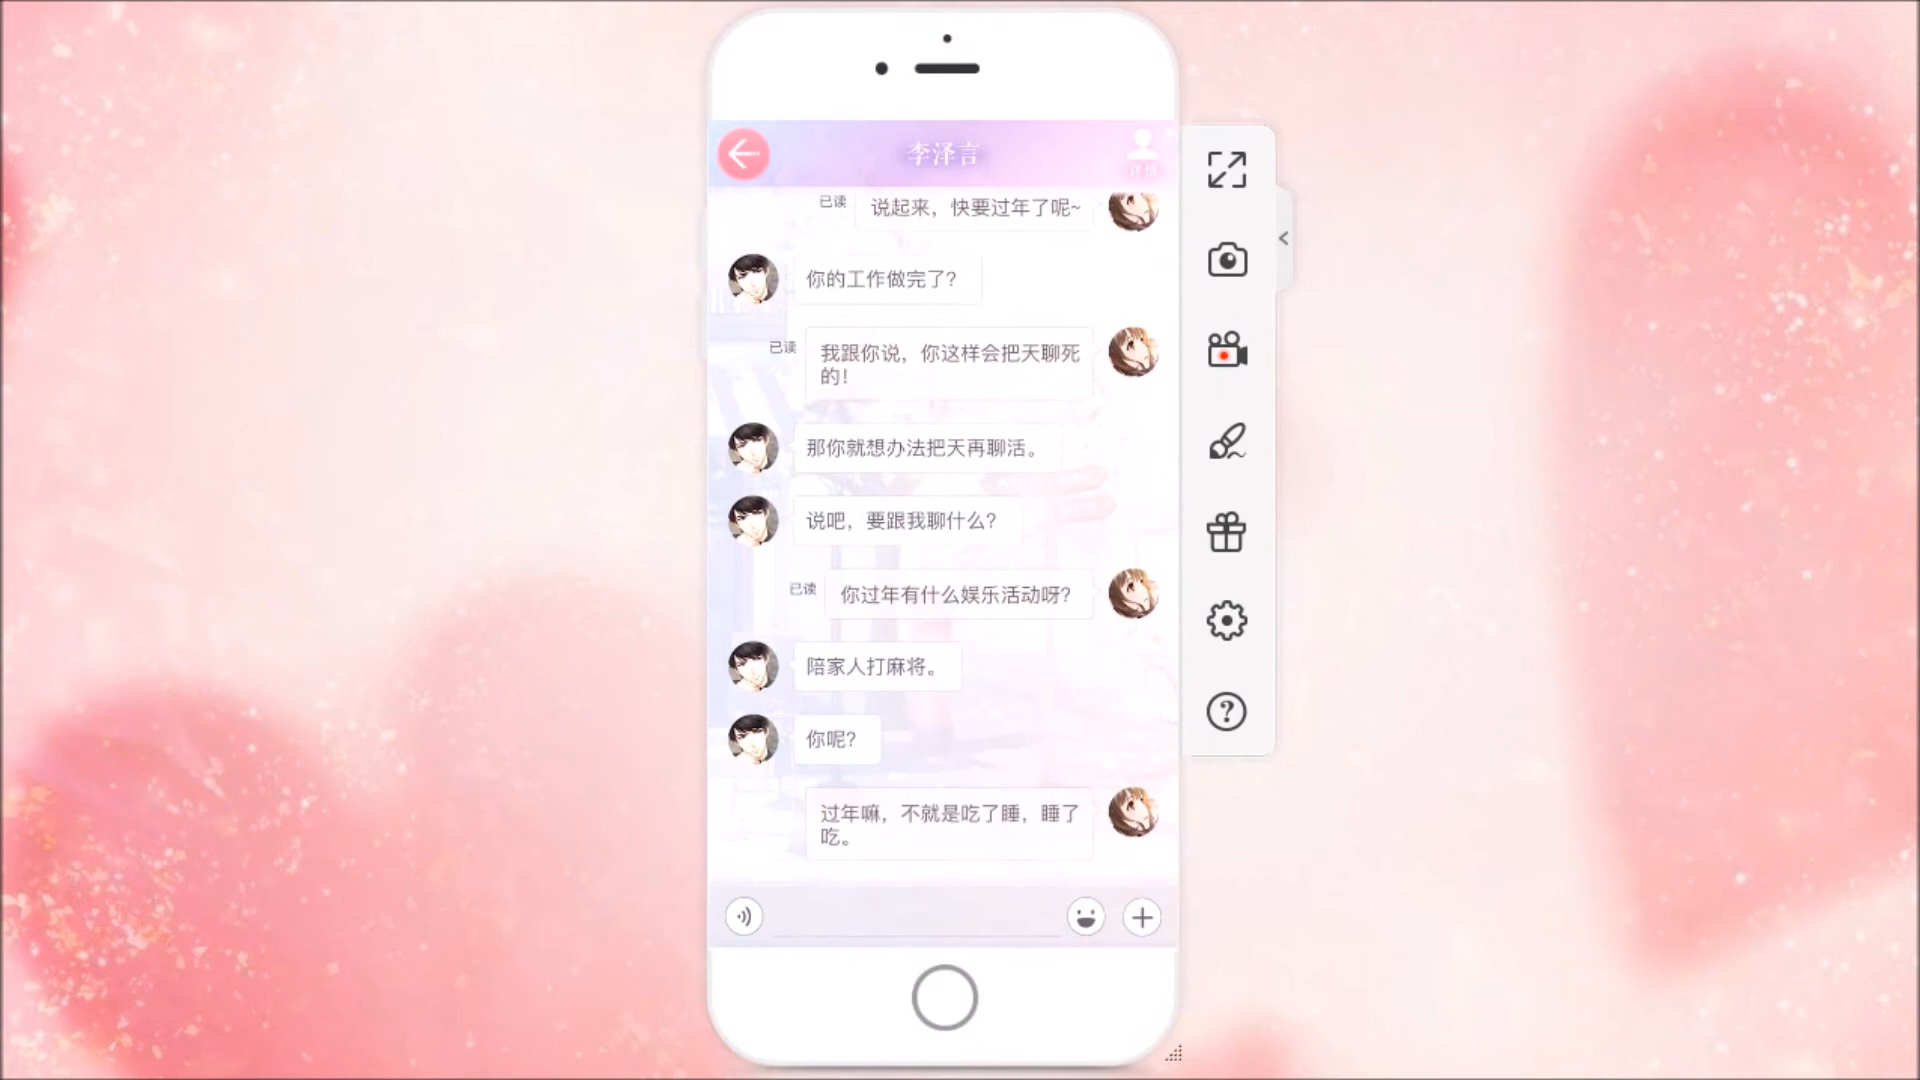 李泽言
详情
已读
说起来，快要过年了呢~
你的工作做完了？
已读
我跟你说，你这样会把天聊死
的！
那你就想办法把天再聊活。
说吧，要跟我聊什么？
已读
你过年有什么娱乐活动呀？
陪家人打麻将。
你呢？
过年嘛，不就是吃了睡，睡了
吃。